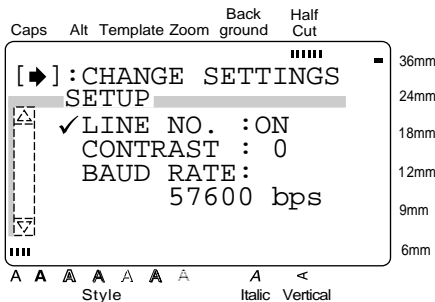 Caps Alt Template Zoom Back ground Half Cut
[➡]:CHANGE SETTINGS
SETUP
✓LINE NO. :ON
CONTRAST : 0
BAUD RATE:
57600 bps
36mm
24mm
18mm
12mm
9mm
6mm
A A A A A A A A A
Style Italic Vertical